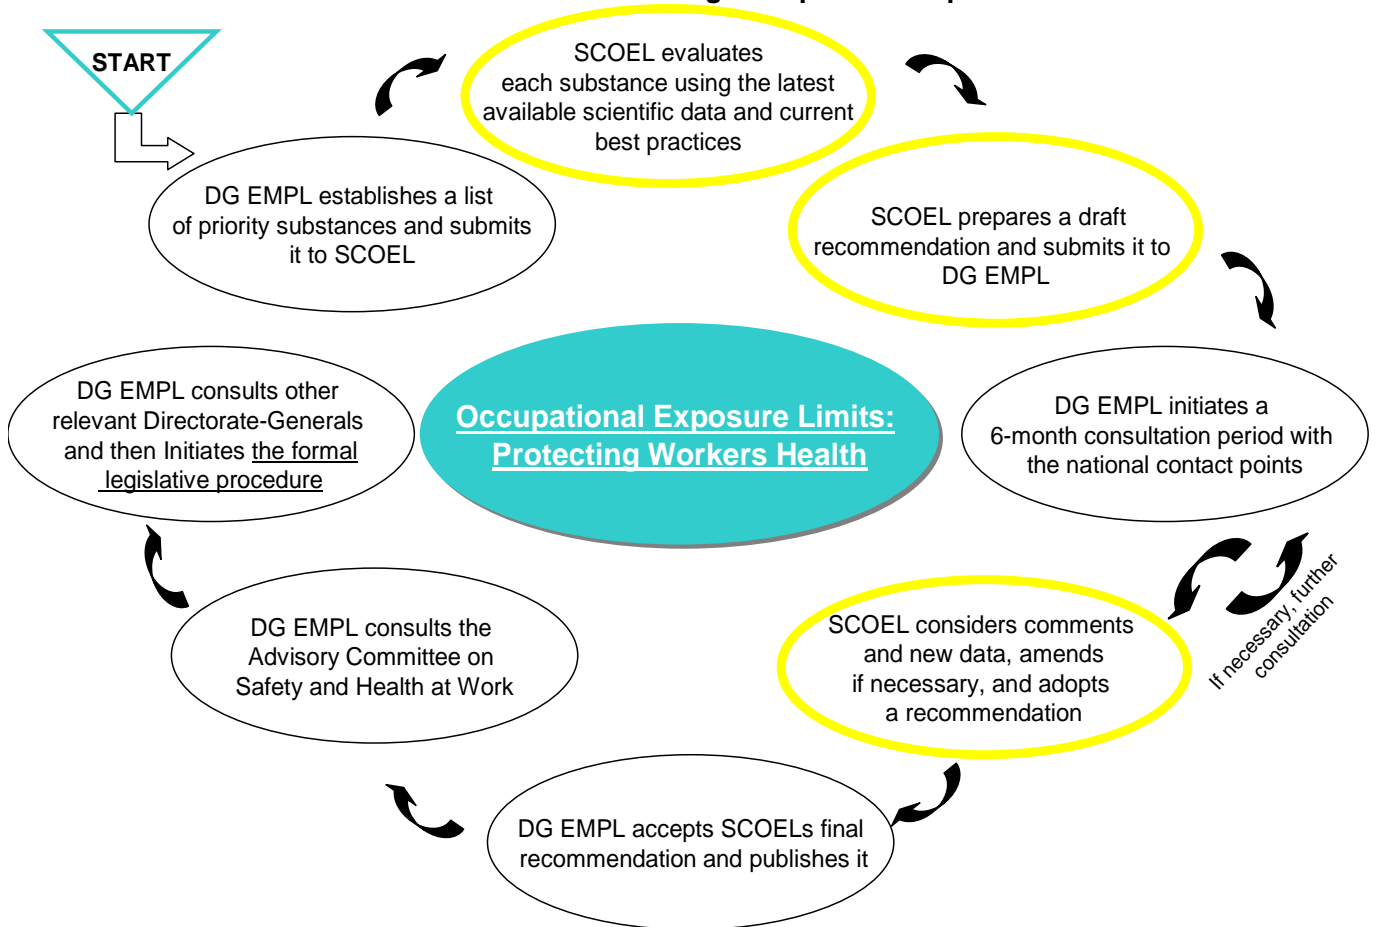 START
SCOEL evaluates
each substance using the latest
available scientific data and current
best practices
DG EMPL establishes a list
of priority substances and submits
it to SCOEL
SCOEL prepares a draft
recommendation and submits it to
DG EMPL
DG EMPL consults other
relevant Directorate-Generals
and then Initiates the formal
legislative procedure
Occupational Exposure Limits:
Protecting Workers Health
DG EMPL initiates a
6-month consultation period with
the national contact points
If necessary, further
consultation
DG EMPL consults the
Advisory Committee on
Safety and Health at Work
SCOEL considers comments
and new data, amends
if necessary, and adopts
a recommendation
DG EMPL accepts SCOELs final
recommendation and publishes it